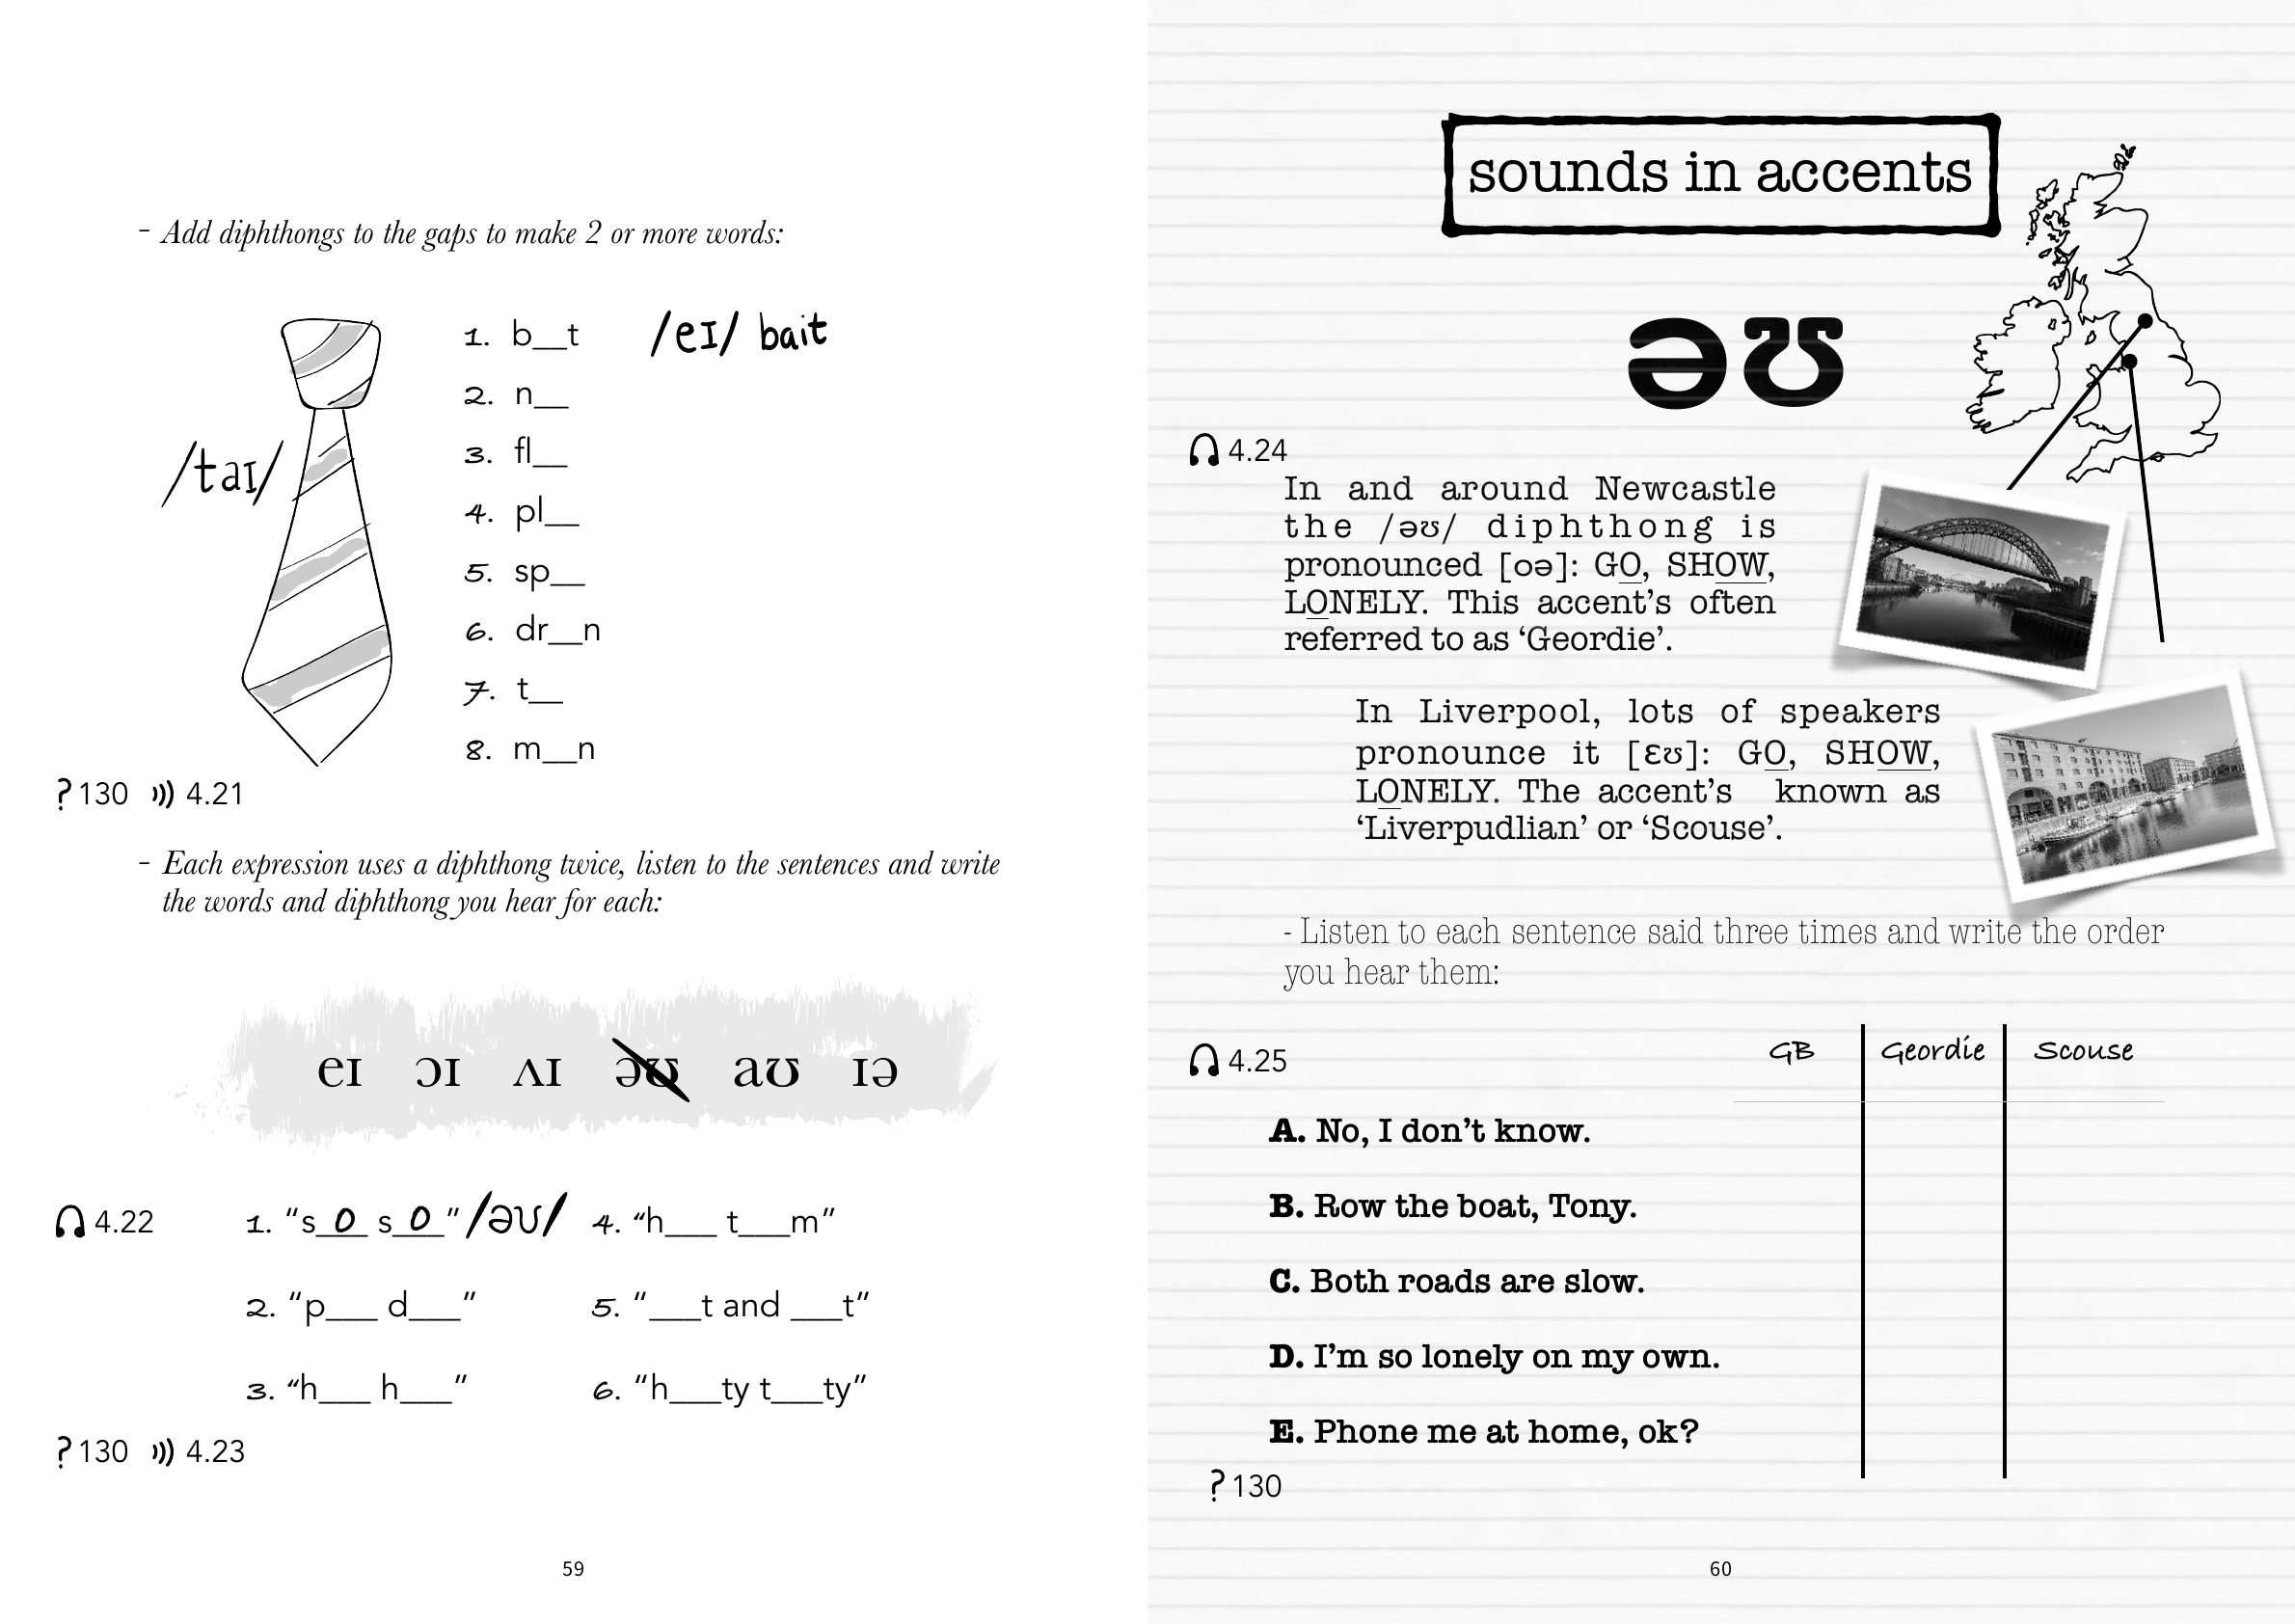 - Add diphthongs to the gaps to make 2 or more words:
/taɪ/
1. b__t /eɪ/ bait
2. n__
3. fl__
4. pl__
5. sp__
6. dr__n
7. t__
8. m__n
?130 4.21
- Each expression uses a diphthong twice, listen to the sentences and write
the words and diphthong you hear for each:
eɪ ɔɪ ʌɪ əʊ aʊ ɪə
4.22
1. “s_o_ s_o_” /əʊ/
2. “p___ d___”
3. “h___ h___”
4. “h___ t___m”
5. “___t and ___t”
6. “h___ty t___ty”
?130 4.23
59
sounds in accents
əʊ
4.24
In and around Newcastle
the /əʊ/ diphthong is
pronounced [oə]: GO, SHOW,
LONELY. This accent’s often
referred to as ‘Geordie’.
In Liverpool, lots of speakers
pronounce it [ɛʊ]: GO, SHOW,
LONELY. The accent’s known as
‘Liverpudlian’ or ‘Scouse’.
- Listen to each sentence said three times and write the order
you hear them:
4.25
GB Geordie Scouse
A. No, I don’t know.
B. Row the boat, Tony.
C. Both roads are slow.
D. I’m so lonely on my own.
E. Phone me at home, ok?
?130
60